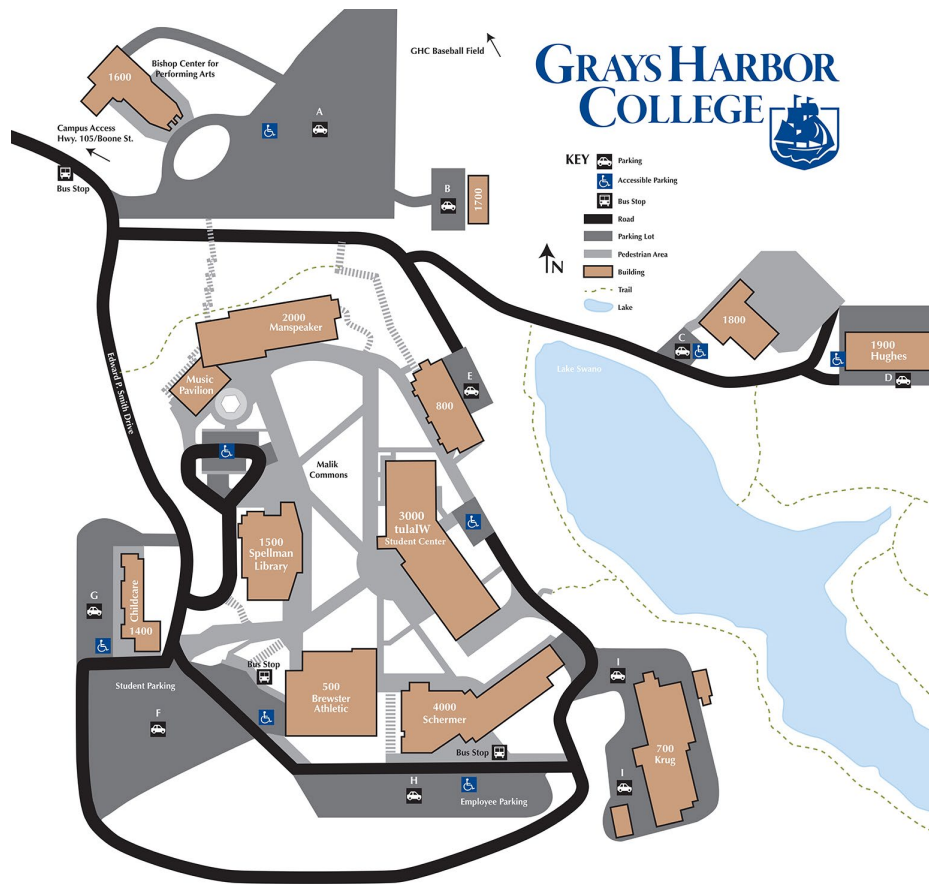 GRAYS HARBOR
COLLEGE
GHC Baseball Field
1600
Bishop Center for
Performing Arts
A
Campus Access
Hwy. 105/Boone St.
Bus Stop
B
1700
KEY
Parking
Accessible Parking
Bus Stop
Road
Parking Lot
Pedestrian Area
Building
Trail
Lake
N
2000
Manspeaker
1800
C
1900
Hughes
D
Lake Swano
Edward P. Smith Drive
Music
Pavilion
E
800
Malik
Commons
3000
tulalW
Student Center
1500
Spellman
Library
G
Childcare
1400
Bus Stop
Student Parking
F
500
Brewster
Athletic
4000
Schermer
Bus Stop
I
700
Krug
I
H
Employee Parking